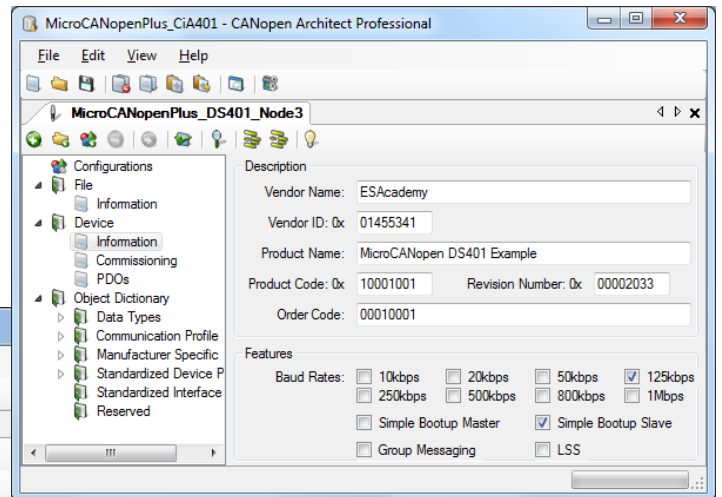 MicroCANopenPlus_CiA401 - CANopen Architect Professional
File Edit View Help
MicroCANopenPlus_DS401_Node3
Configurations
File
Information
Device
Information
Commissioning
PDOs
Object Dictionary
Data Types
Communication Profile
Manufacturer Specific
Standardized Device P
Standardized Interface
Reserved
Description
Vendor Name: ESAcademy
Vendor ID: 0x 01455341
Product Name: MicroCANopen DS401 Example
Product Code: 0x 10001001 Revision Number: 0x 00002033
Order Code: 00010001
Features
Baud Rates: 10kbps 20kbps 50kbps 125kbps
250kbps 500kbps 800kbps 1Mbps
Simple Bootup Master Simple Bootup Slave
Group Messaging LSS